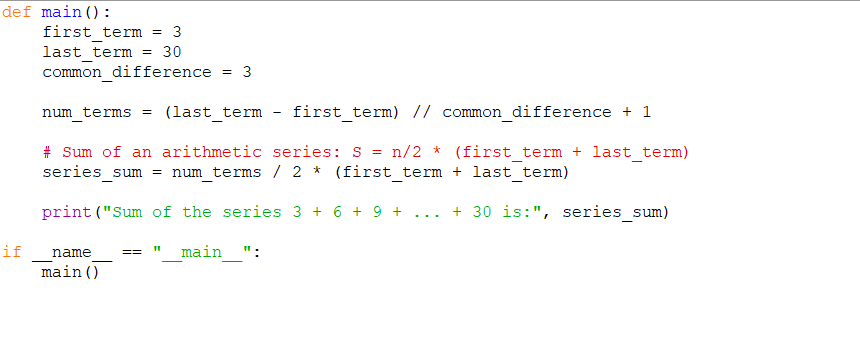 def main():
    first_term = 3
    last_term = 30
    common_difference = 3
    num_terms = (last_term - first_term) // common_difference + 1
    # Sum of an arithmetic series: S = n/2 * (first_term + last_term)
    series_sum = num_terms / 2 * (first_term + last_term)
    print("Sum of the series 3 + 6 + 9 + ... + 30 is:", series_sum)
if __name__ == "__main__":
    main()